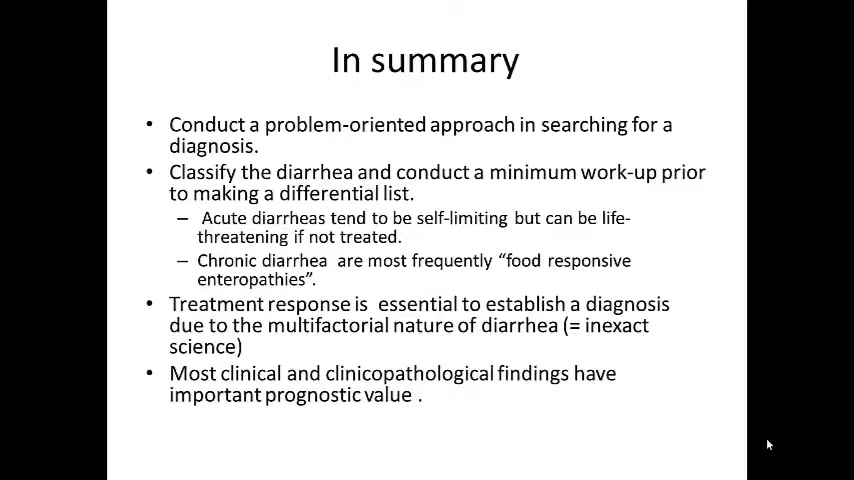 In summary
• Conduct a problem-oriented approach in searching for a
diagnosis.
• Classify the diarrhea and conduct a minimum work-up prior
to making a differential list.
– Acute diarrheas tend to be self-limiting but can be life-
threatening if not treated.
– Chronic diarrhea are most frequently “food responsive
enteropathies”.
• Treatment response is essential to establish a diagnosis
due to the multifactorial nature of diarrhea (= inexact
science)
• Most clinical and clinicopathological findings have
important prognostic value .